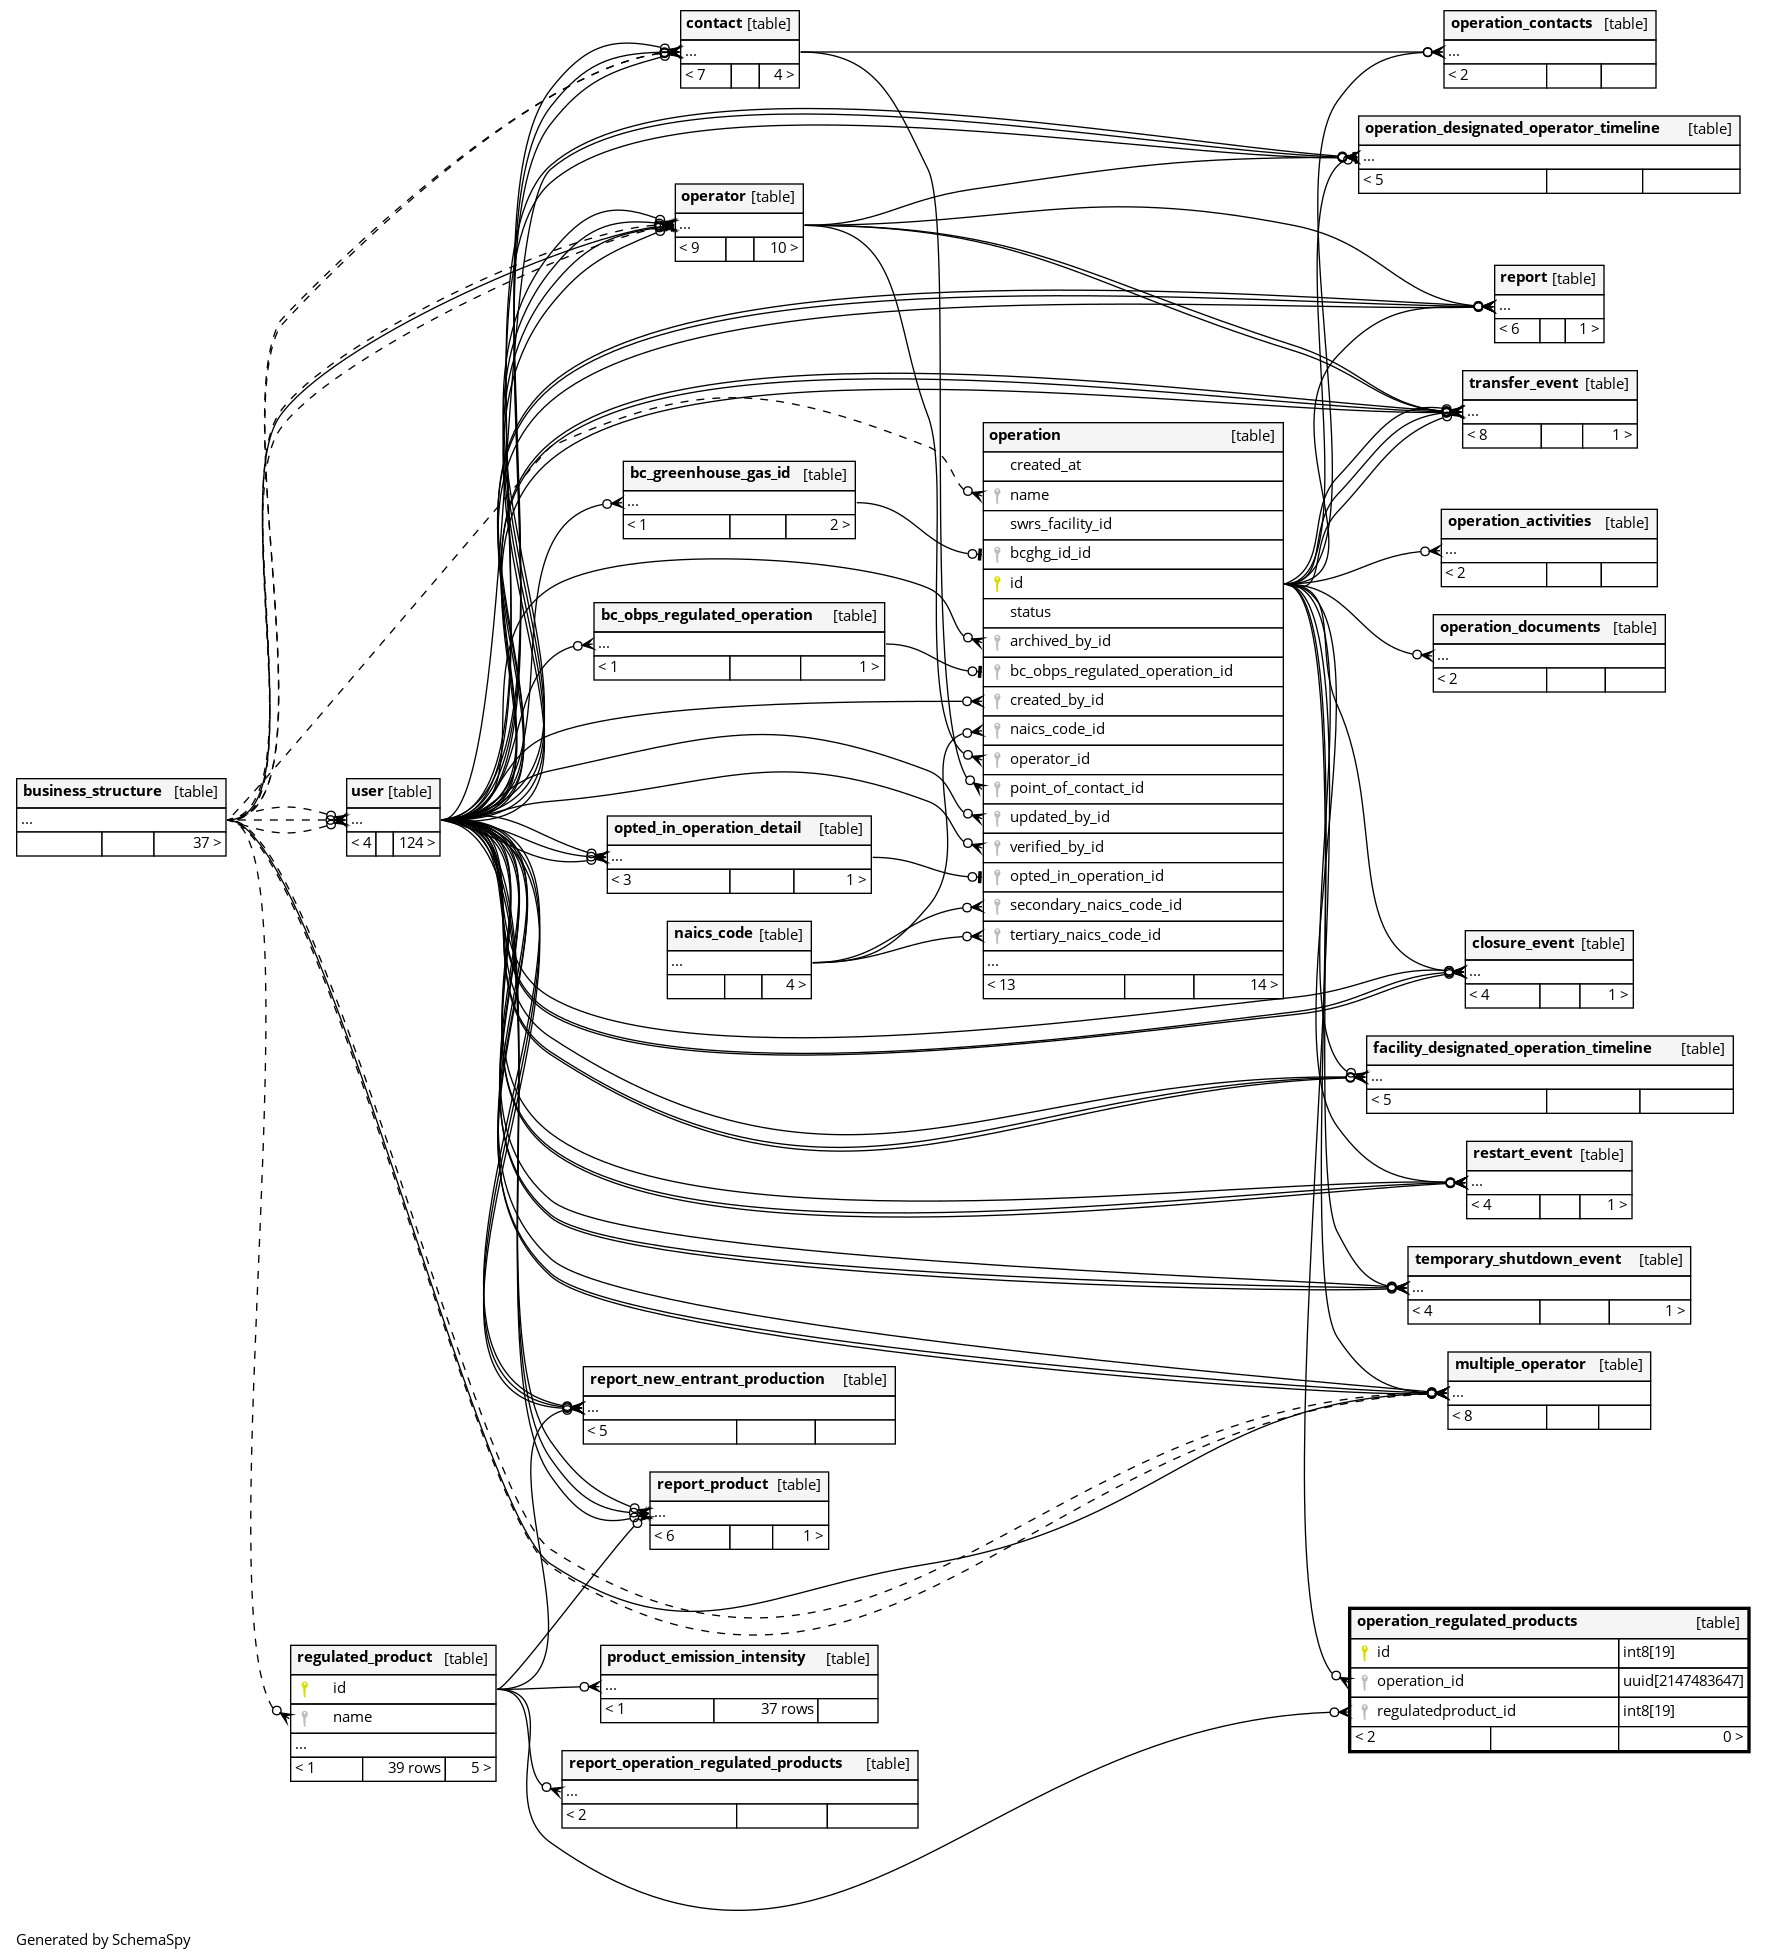 contact [table]
...
< 7 4 >
operation_contacts [table]
...
< 2
operation_designated_operator_timeline [table]
...
< 5
operator [table]
...
< 9 10 >
report [table]
...
< 6 1 >
transfer_event [table]
...
< 8 1 >
operation [table]
created_at
name
swrs_facility_id
bcghg_id_id
id
status
archived_by_id
bc_obps_regulated_operation_id
created_by_id
naics_code_id
operator_id
point_of_contact_id
updated_by_id
verified_by_id
opted_in_operation_id
secondary_naics_code_id
tertiary_naics_code_id
...
< 13 14 >
bc_greenhouse_gas_id [table]
...
< 1 2 >
operation_activities [table]
...
< 2
bc_obps_regulated_operation [table]
...
< 1 1 >
operation_documents [table]
...
< 2
business_structure [table]
...
37 >
user [table]
...
< 4 124 >
opted_in_operation_detail [table]
...
< 3 1 >
naics_code [table]
...
4 >
closure_event [table]
...
< 4 1 >
facility_designated_operation_timeline [table]
...
< 5
restart_event [table]
...
< 4 1 >
temporary_shutdown_event [table]
...
< 4 1 >
multiple_operator [table]
...
< 8
report_new_entrant_production [table]
...
< 5
report_product [table]
...
< 6 1 >
operation_regulated_products [table]
id int8[19]
operation_id uuid[2147483647]
regulatedproduct_id int8[19]
< 2 0 >
regulated_product [table]
id
name
...
< 1 39 rows 5 >
product_emission_intensity [table]
...
< 1 37 rows
report_operation_regulated_products [table]
...
< 2
Generated by SchemaSpy